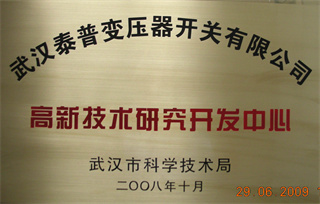 武汉泰普变压器开关有限公司
高新技术研究开发中心
武汉市科学技术局
二〇〇八年十月
29.06.2009